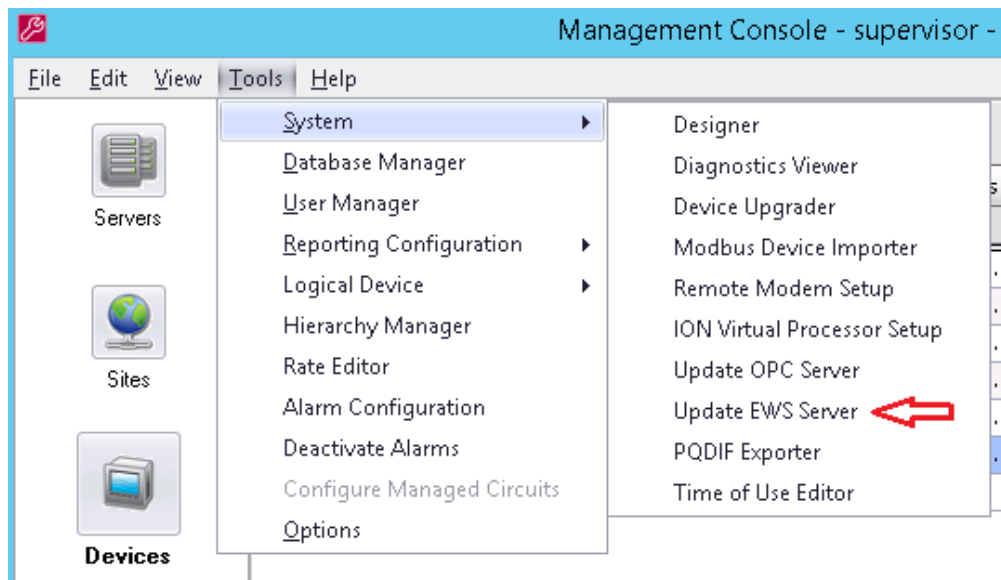 Management Console - supervisor -
File Edit View Tools Help
Servers
Sites
Devices
System
Database Manager
User Manager
Reporting Configuration
Logical Device
Hierarchy Manager
Rate Editor
Alarm Configuration
Deactivate Alarms
Configure Managed Circuits
Options
Designer
Diagnostics Viewer
Device Upgrader
Modbus Device Importer
Remote Modem Setup
ION Virtual Processor Setup
Update OPC Server
Update EWS Server
PQDIF Exporter
Time of Use Editor